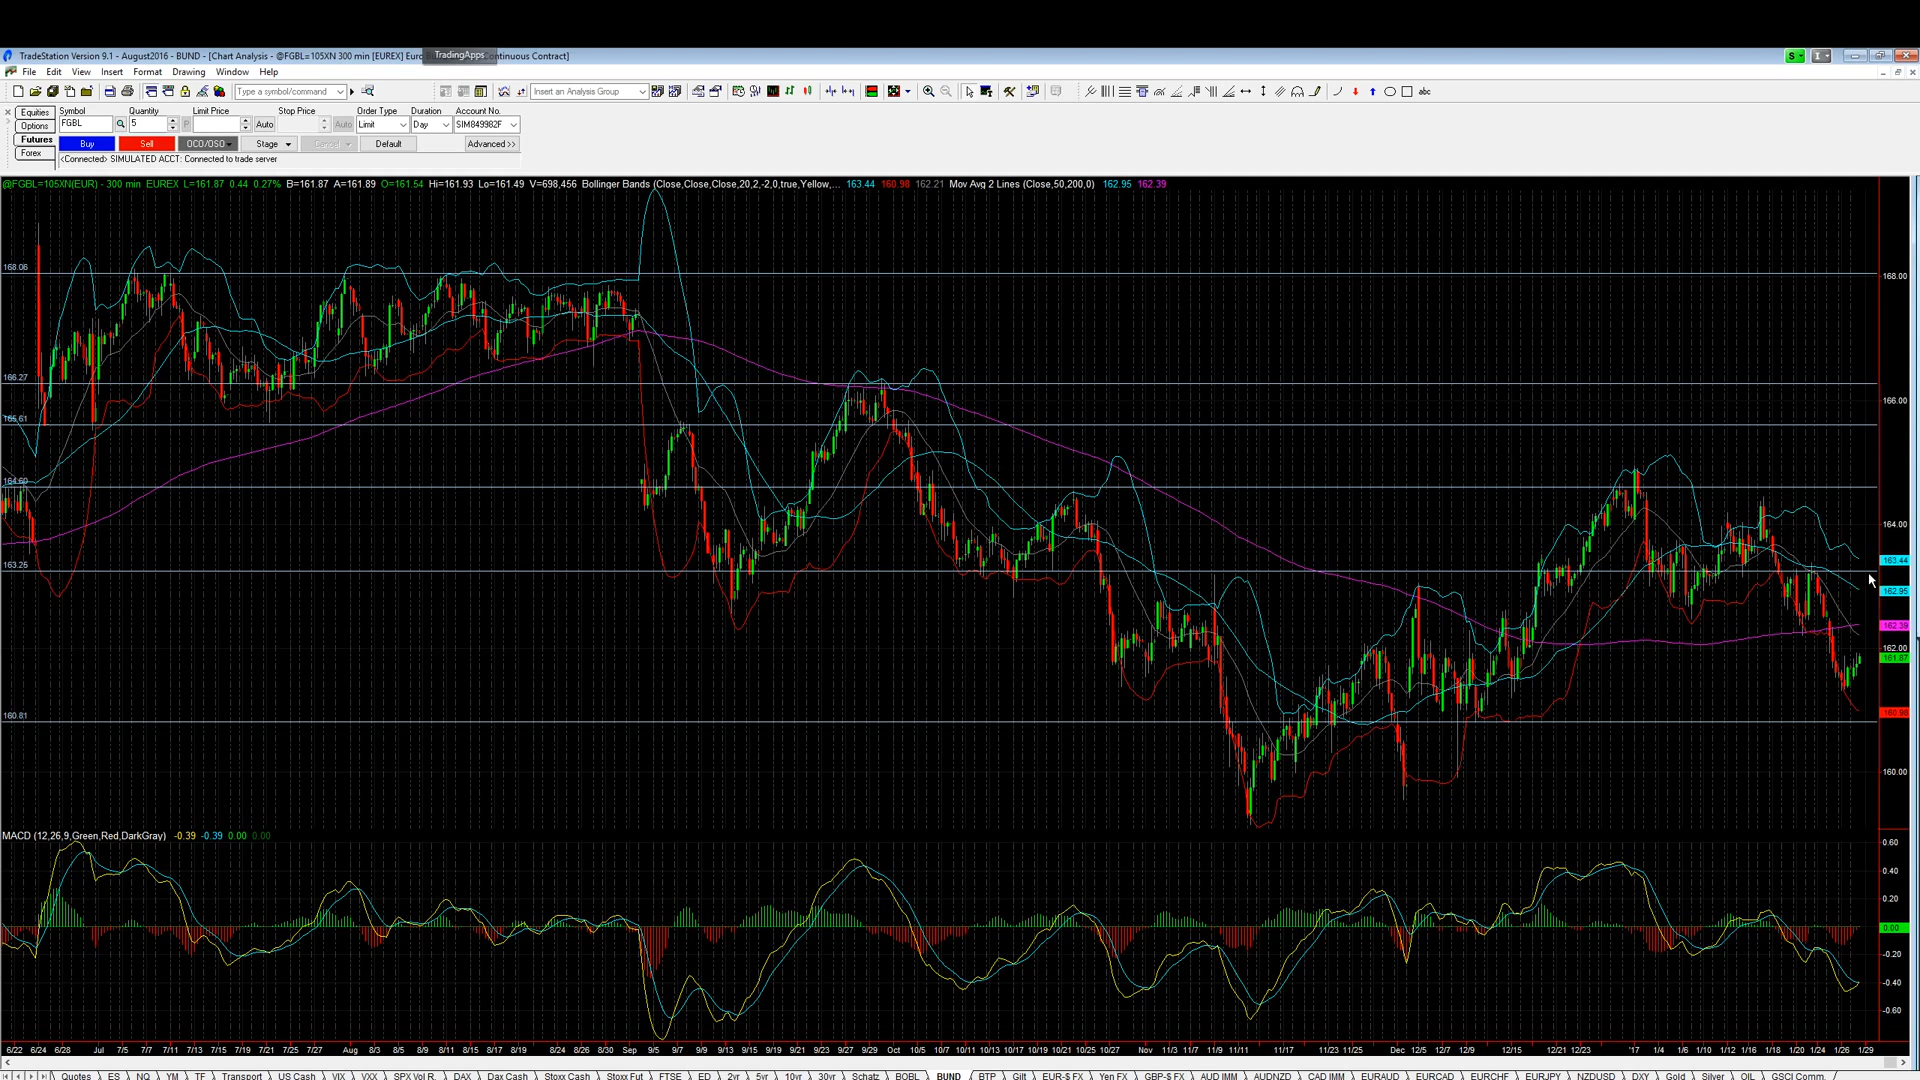 TradeStation Version 9.1 - August2016 - BUND - [Chart Analysis - @FGBL=105XN 300 min [EUREX] Euro TradingApps Continuous Contract]
File Edit View Insert Format Drawing Window Help
Type a symbol/command Insert an Analysis Group abc
Equities Symbol Quantity Limit Price Stop Price Order Type Duration Account No.
Options FGBL 5 Auto Auto Limit Day SIM849982F
Futures Buy Sell OCO/OSO Stage Cancel Default Advanced >>
Forex <Connected> SIMULATED ACCT: Connected to trade server
@FGBL=105XN(EUR) - 300 min EUREX L=161.87 0.44 0.27% B=161.87 A=161.89 O=161.54 Hi=161.93 Lo=161.49 V=698,456 Bollinger Bands (Close,Close,Close,20,2,-2,0,true,Yellow,... 163.44 160.98 162.21 Mov Avg 2 Lines (Close,50,200,0) 162.95 162.39
168.06
168.00
166.27
166.00
165.61
164.60
164.00
163.25
163.44
162.95
162.39
162.00
161.87
160.98
160.81
160.00
MACD (12,26,9,Green,Red,DarkGray) -0.39 -0.39 0.00 0.00
0.60
0.40
0.20
0.00
-0.20
-0.40
-0.60
6/22 6/24 6/28 Jul 7/5 7/7 7/11 7/13 7/15 7/19 7/21 7/25 7/27 Aug 8/3 8/5 8/9 8/11 8/15 8/17 8/19 8/24 8/26 8/30 Sep 9/5 9/7 9/9 9/13 9/15 9/19 9/21 9/23 9/27 9/29 Oct 10/5 10/7 10/11 10/13 10/17 10/19 10/21 10/25 10/27 Nov 11/3 11/7 11/9 11/11 11/17 11/23 11/25 Dec 12/5 12/7 12/9 12/15 12/21 12/23 '17 1/4 1/6 1/10 1/12 1/16 1/18 1/20 1/24 1/26 1/29
Quotes ES NQ YM TF Transport US Cash VIX VXX SPX Vol R. DAX Dax Cash Stoxx Cash Stoxx Fut FTSE ED 2yr 5yr 10yr 30yr Schatz BOBL BUND BTP Gilt EUR-$ FX Yen FX GBP-$ FX AUD IMM AUDNZD CAD IMM EURAUD EURCAD EURCHF EURJPY NZDUSD DXY Gold Silver OIL GSCI Comm.